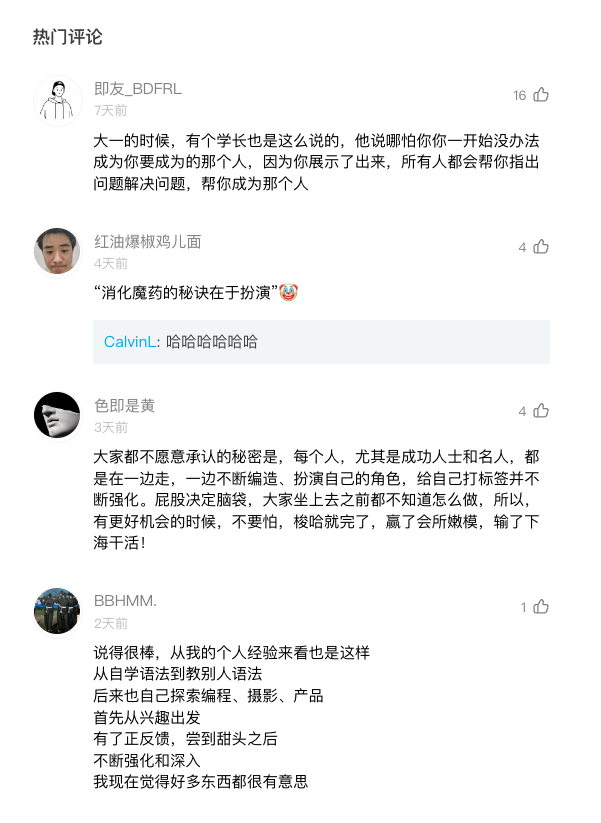 热门评论
即友_BDFRL
16
7天前
大一的时候，有个学长也是这么说的，他说哪怕你你一开始没办法
成为你要成为的那个人，因为你展示了出来，所有人都会帮你指出
问题解决问题，帮你成为那个人
红油爆椒鸡儿面
4
4天前
“消化魔药的秘诀在于扮演”🤡
CalvinL: 哈哈哈哈哈哈
色即是黄
4
3天前
大家都不愿意承认的秘密是，每个人，尤其是成功人士和名人，都
是在一边走，一边不断编造、扮演自己的角色，给自己打标签并不
断强化。屁股决定脑袋，大家坐上去之前都不知道怎么做，所以，
有更好机会的时候，不要怕，梭哈就完了，赢了会所嫩模，输了下
海干活！
BBHMM.
1
2天前
说得很棒，从我的个人经验来看也是这样
从自学语法到教别人语法
后来也自己探索编程、摄影、产品
首先从兴趣出发
有了正反馈，尝到甜头之后
不断强化和深入
我现在觉得好多东西都很有意思